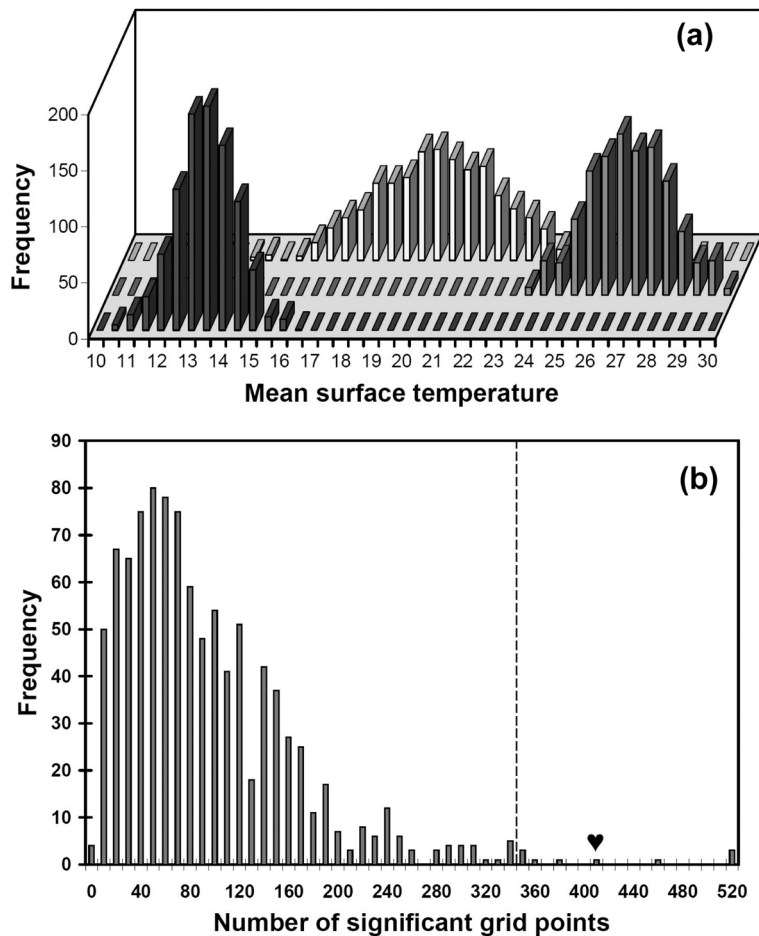 (a)
200
150
100
50
0
Frequency
10 11 12 13 14 15 16 17 18 19 20 21 22 23 24 25 26 27 28 29 30
Mean surface temperature
(b)
90
80
70
60
50
40
30
20
10
0
Frequency
♥
0 40 80 120 160 200 240 280 320 360 400 440 480 520
Number of significant grid points